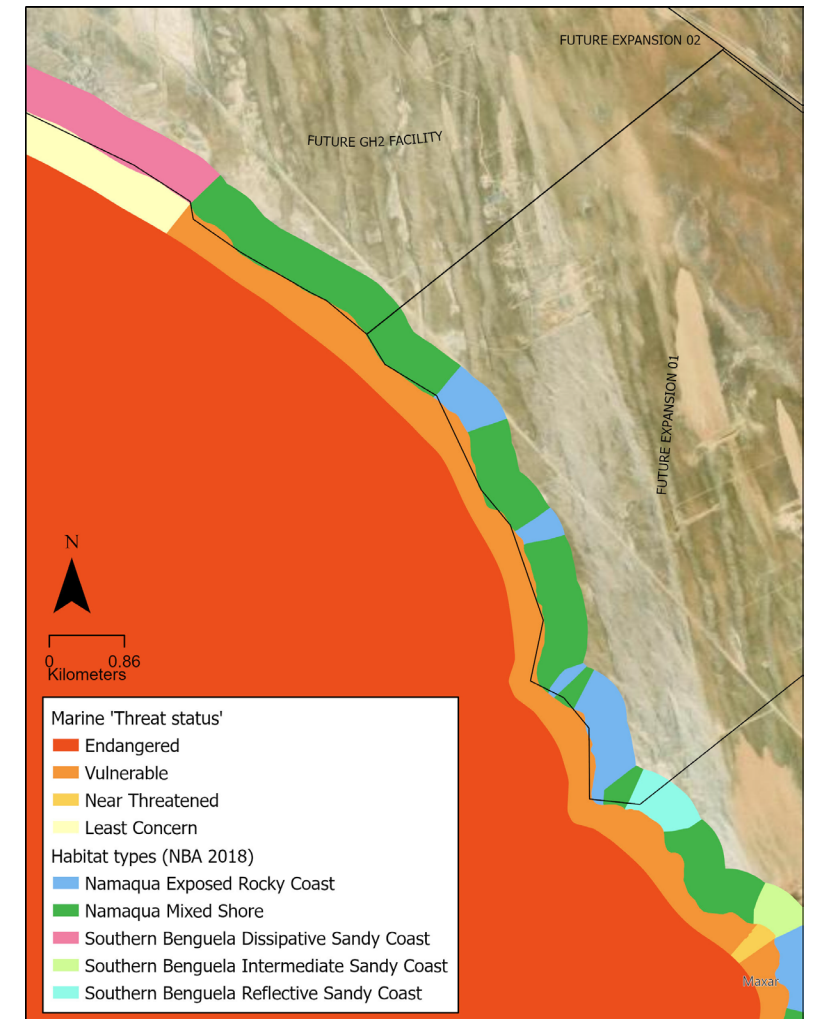 FUTURE EXPANSION 02
FUTURE GH2 FACILITY
FUTURE EXPANSION 01
N
0 0.86
Kilometers
Marine 'Threat status'
Endangered
Vulnerable
Near Threatened
Least Concern
Habitat types (NBA 2018)
Namaqua Exposed Rocky Coast
Namaqua Mixed Shore
Southern Benguela Dissipative Sandy Coast
Southern Benguela Intermediate Sandy Coast
Southern Benguela Reflective Sandy Coast
Maxar